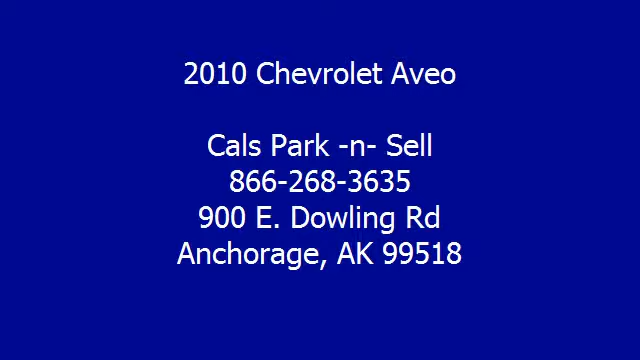 2010 Chevrolet Aveo
Cals Park -n- Sell
866-268-3635
900 E. Dowling Rd
Anchorage, AK 99518